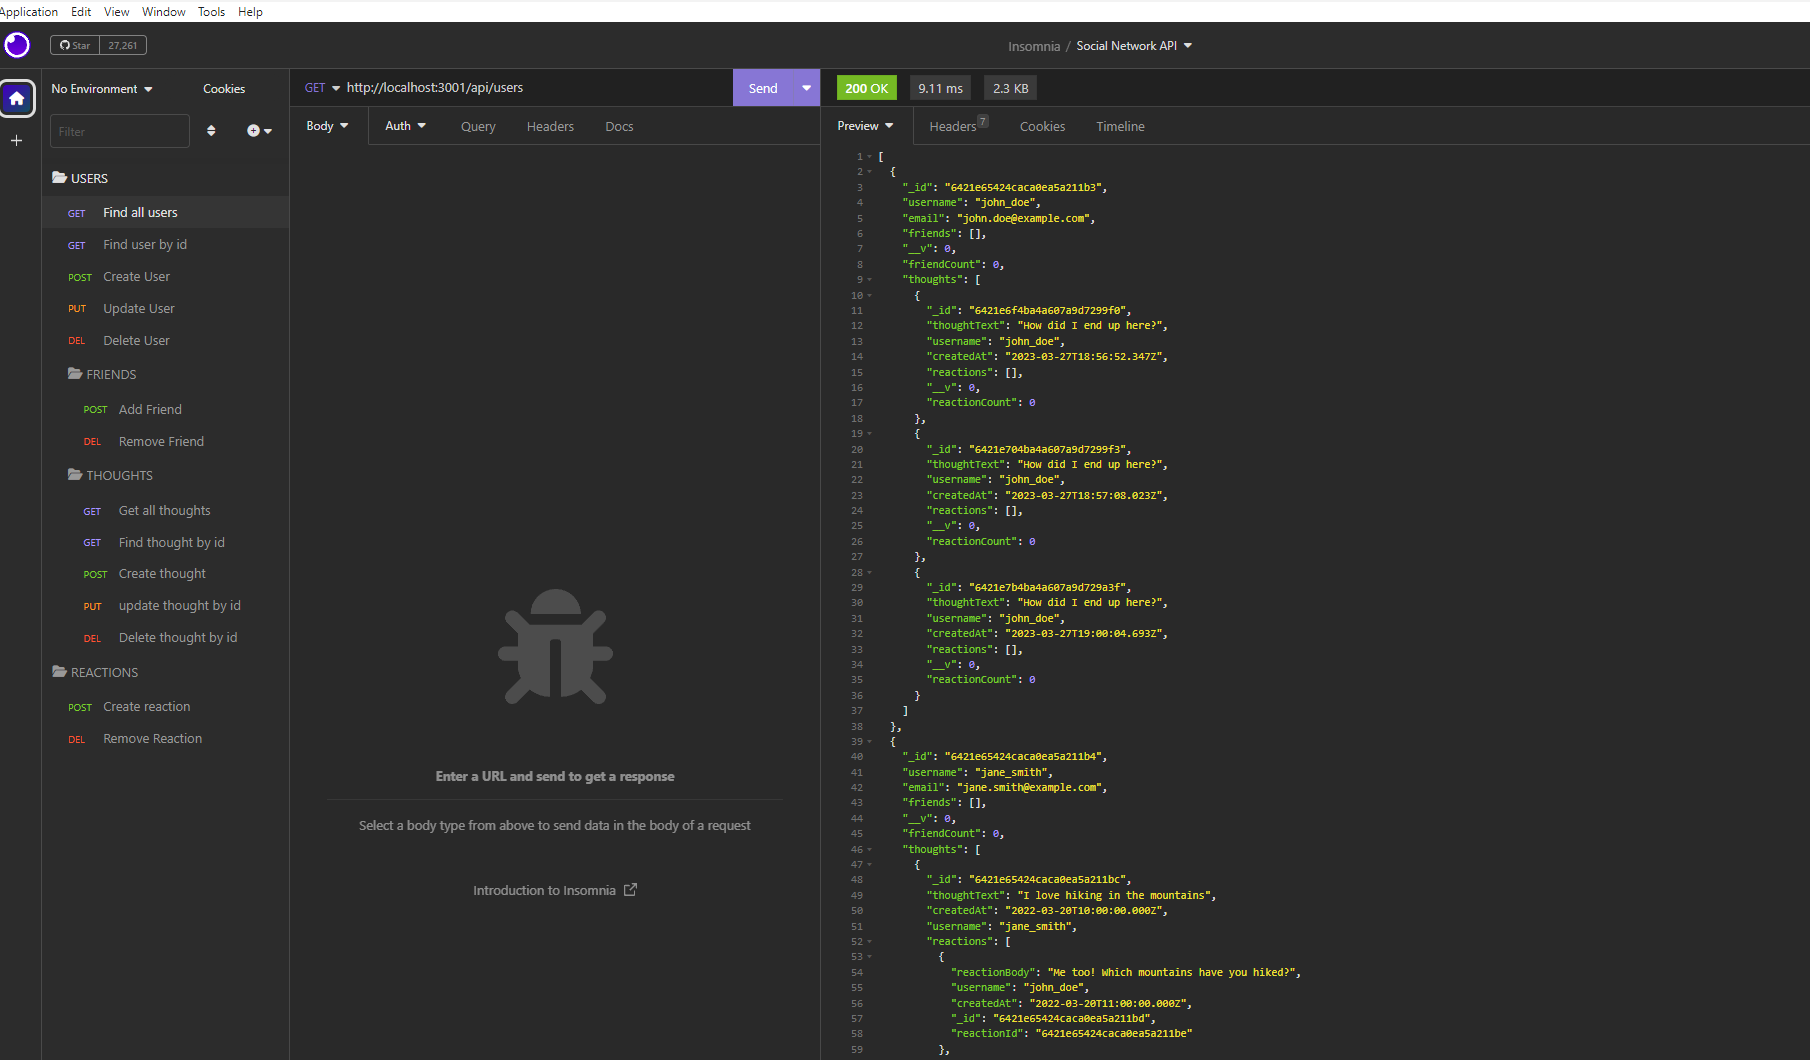 Application Edit View Window Tools Help
Star 27,261
Insomnia / Social Network API
No Environment
Cookies
Filter
USERS
GET Find all users
GET Find user by id
POST Create User
PUT Update User
DEL Delete User
FRIENDS
POST Add Friend
DEL Remove Friend
THOUGHTS
GET Get all thoughts
GET Find thought by id
POST Create thought
PUT update thought by id
DEL Delete thought by id
REACTIONS
POST Create reaction
DEL Remove Reaction
GET http://localhost:3001/api/users
Send
Body Auth Query Headers Docs
Enter a URL and send to get a response
Select a body type from above to send data in the body of a request
Introduction to Insomnia
200 OK 9.11 ms 2.3 KB
Preview Headers 7 Cookies Timeline
1 [
2 {
3 "_id": "6421e65424caca0ea5a211b3",
4 "username": "john_doe",
5 "email": "john.doe@example.com",
6 "friends": [],
7 "__v": 0,
8 "friendCount": 0,
9 "thoughts": [
10 {
11 "_id": "6421e6f4ba4a607a9d7299f0",
12 "thoughtText": "How did I end up here?",
13 "username": "john_doe",
14 "createdAt": "2023-03-27T18:56:52.347Z",
15 "reactions": [],
16 "__v": 0,
17 "reactionCount": 0
18 },
19 {
20 "_id": "6421e704ba4a607a9d7299f3",
21 "thoughtText": "How did I end up here?",
22 "username": "john_doe",
23 "createdAt": "2023-03-27T18:57:08.023Z",
24 "reactions": [],
25 "__v": 0,
26 "reactionCount": 0
27 },
28 {
29 "_id": "6421e7b4ba4a607a9d729a3f",
30 "thoughtText": "How did I end up here?",
31 "username": "john_doe",
32 "createdAt": "2023-03-27T19:00:04.693Z",
33 "reactions": [],
34 "__v": 0,
35 "reactionCount": 0
36 }
37 ]
38 },
39 {
40 "_id": "6421e65424caca0ea5a211b4",
41 "username": "jane_smith",
42 "email": "jane.smith@example.com",
43 "friends": [],
44 "__v": 0,
45 "friendCount": 0,
46 "thoughts": [
47 {
48 "_id": "6421e65424caca0ea5a211bc",
49 "thoughtText": "I love hiking in the mountains",
50 "createdAt": "2022-03-20T10:00:00.000Z",
51 "username": "jane_smith",
52 "reactions": [
53 {
54 "reactionBody": "Me too! Which mountains have you hiked?",
55 "username": "john_doe",
56 "createdAt": "2022-03-20T11:00:00.000Z",
57 "_id": "6421e65424caca0ea5a211bd",
58 "reactionId": "6421e65424caca0ea5a211be"
59 },